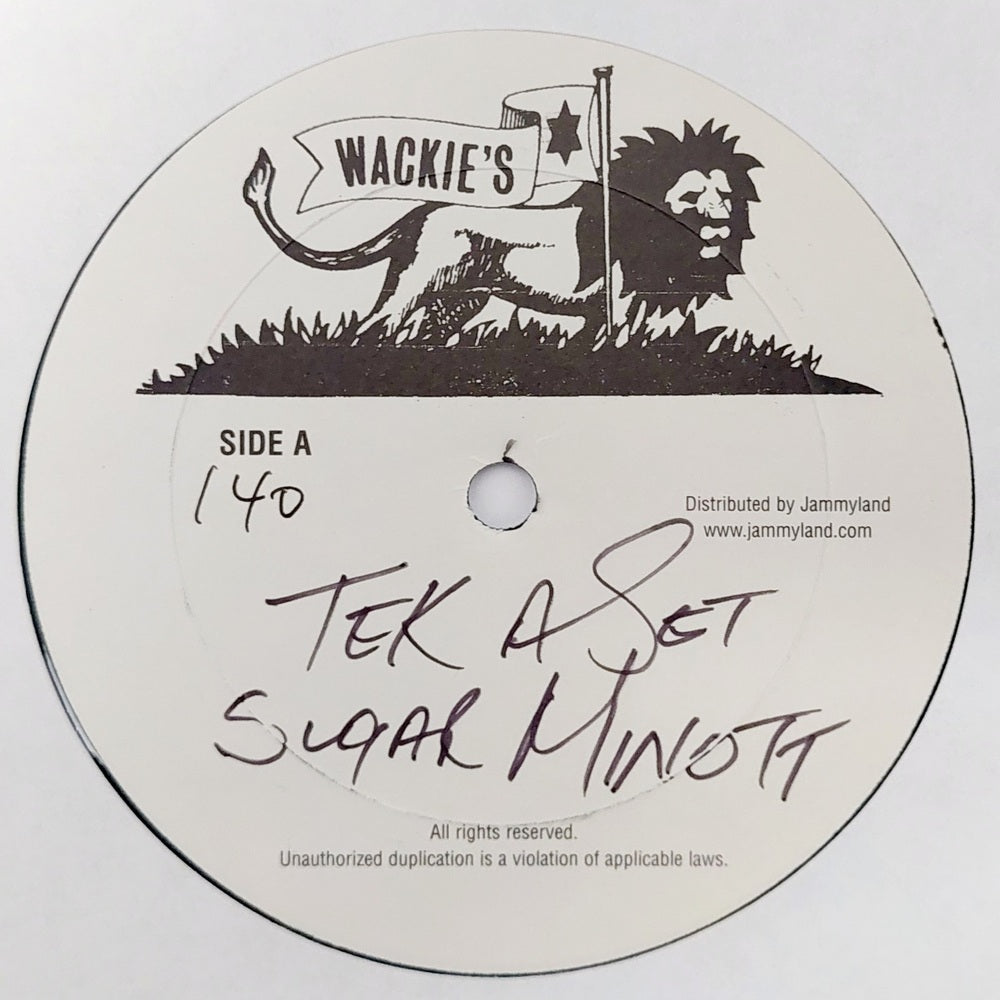 WACKIE'S
SIDE A
140
Distributed by Jammyland
www.jammyland.com
TEK A SET
SUGAR MINOTT
All rights reserved.
Unauthorized duplication is a violation of applicable laws.